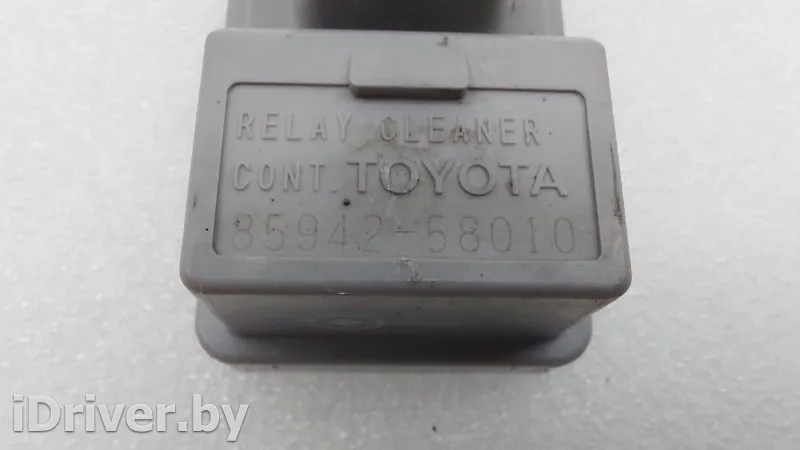 RELAY CLEANER
CONT. TOYOTA
85942-58010
iDriver.by